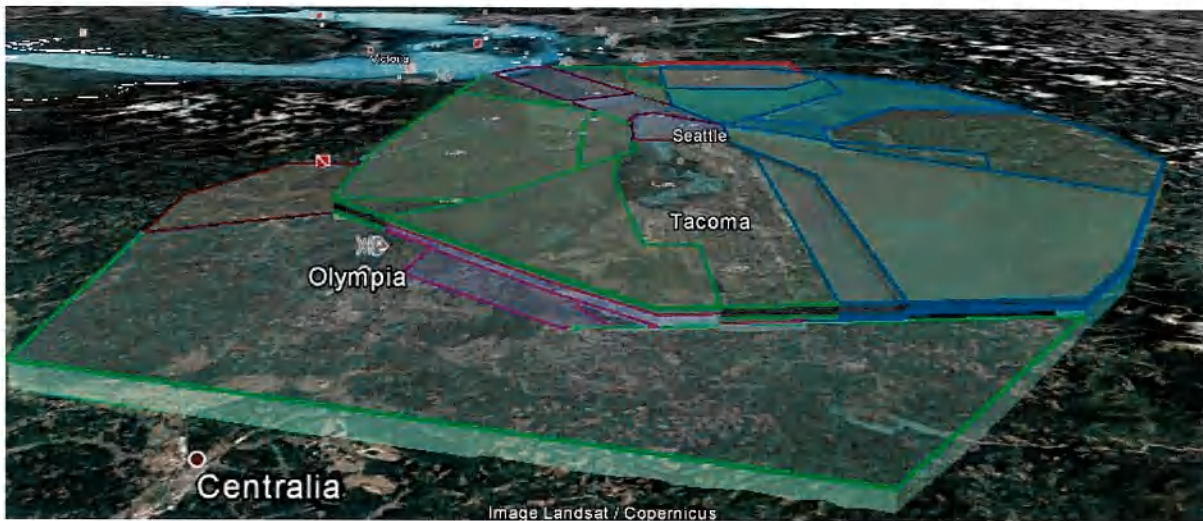 Victoria
Seattle
Tacoma
Olympia
Centralia
Image Landsat / Copernicus